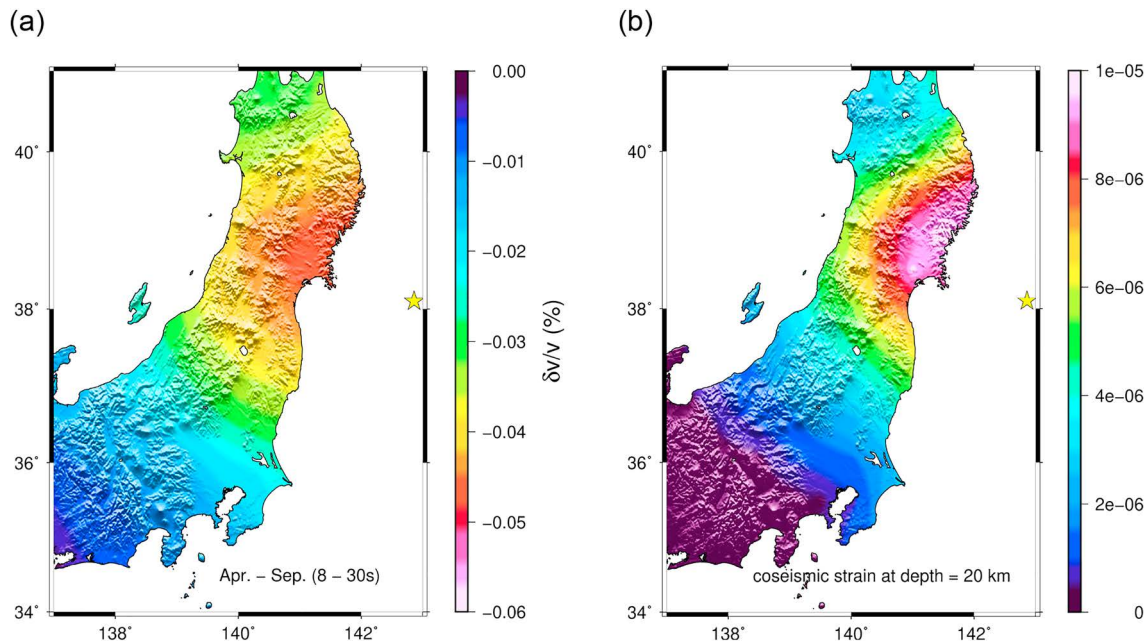 (a)
(b)
0.00
−0.01
−0.02
−0.03
−0.04
−0.05
−0.06
δv/v (%)
1e−05
8e−06
6e−06
4e−06
2e−06
0
40˚
38˚
36˚
34˚
138˚
140˚
142˚
Apr. − Sep. (8 − 30s)
40˚
38˚
36˚
34˚
138˚
140˚
142˚
coseismic strain at depth = 20 km